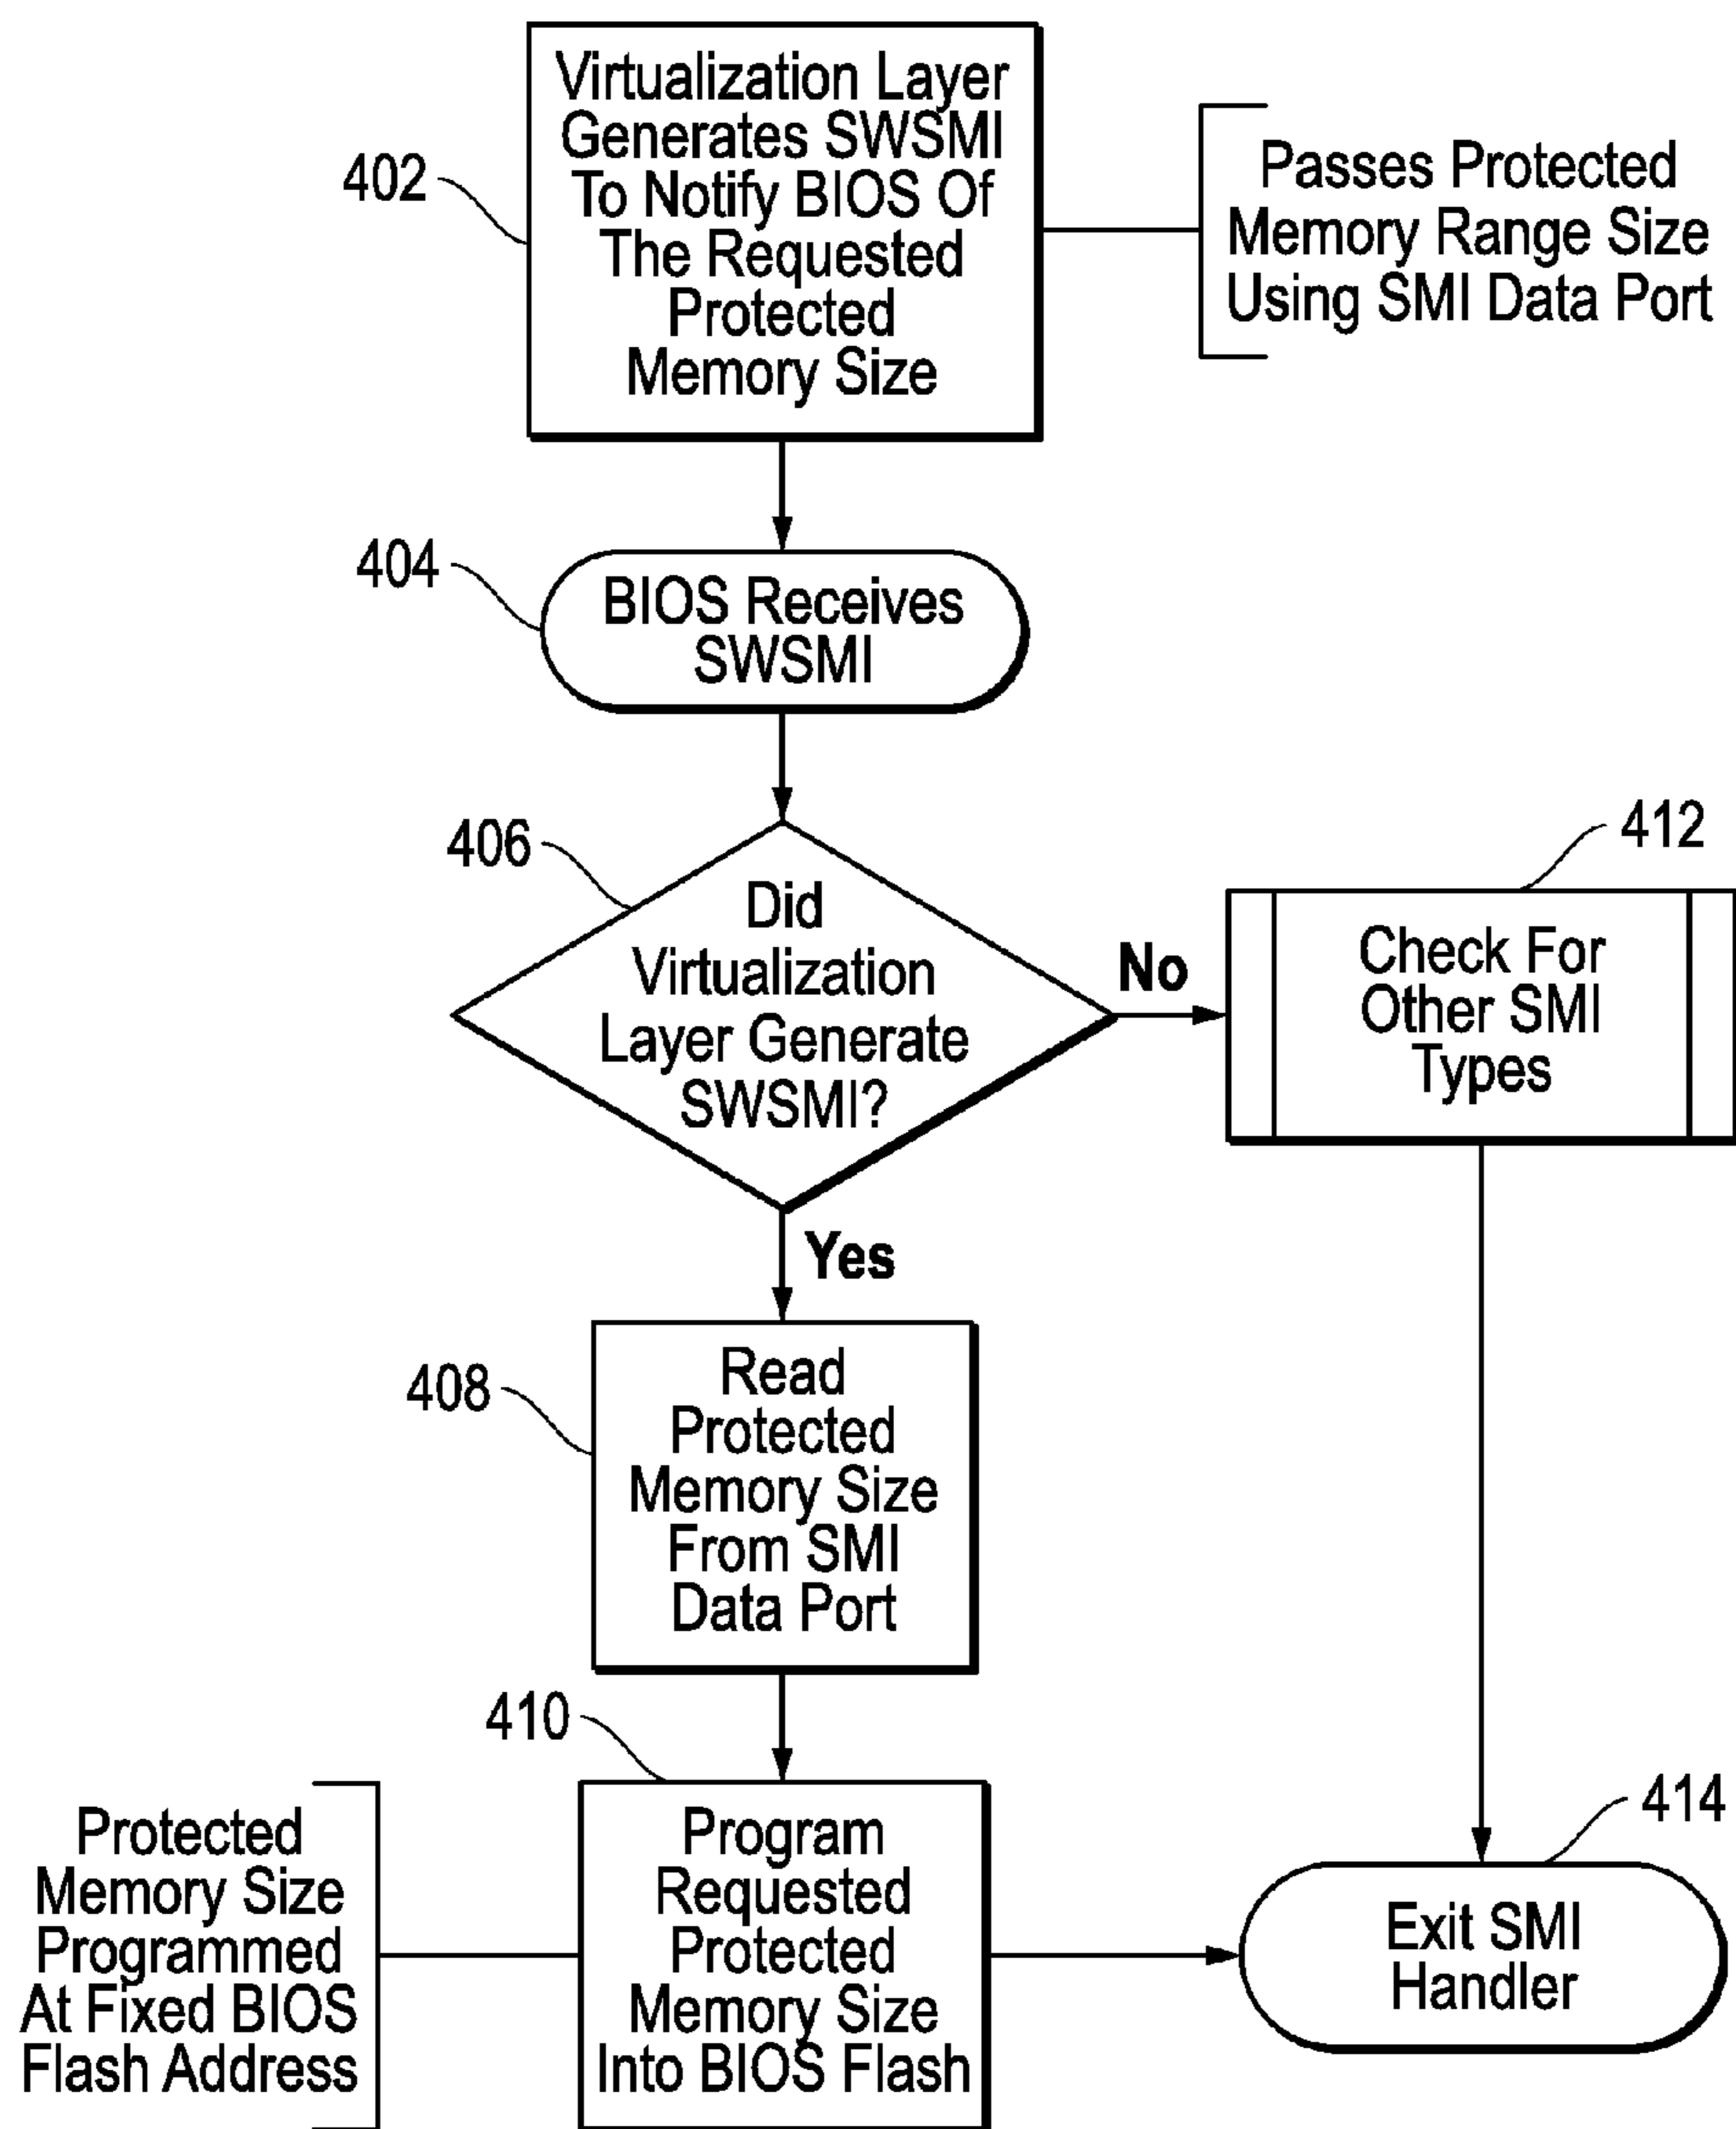 Virtualization Layer
Generates SWSMI
To Notify BIOS Of
The Requested
Protected
Memory Size
402
Passes Protected
Memory Range Size
Using SMI Data Port
404
BIOS Receives
SWSMI
406
Did
Virtualization
Layer Generate
SWSMI?
No
412
Check For
Other SMI
Types
Yes
408
Read
Protected
Memory Size
From SMI
Data Port
410
Protected
Memory Size
Programmed
At Fixed BIOS
Flash Address
Program
Requested
Protected
Memory Size
Into BIOS Flash
414
Exit SMI
Handler